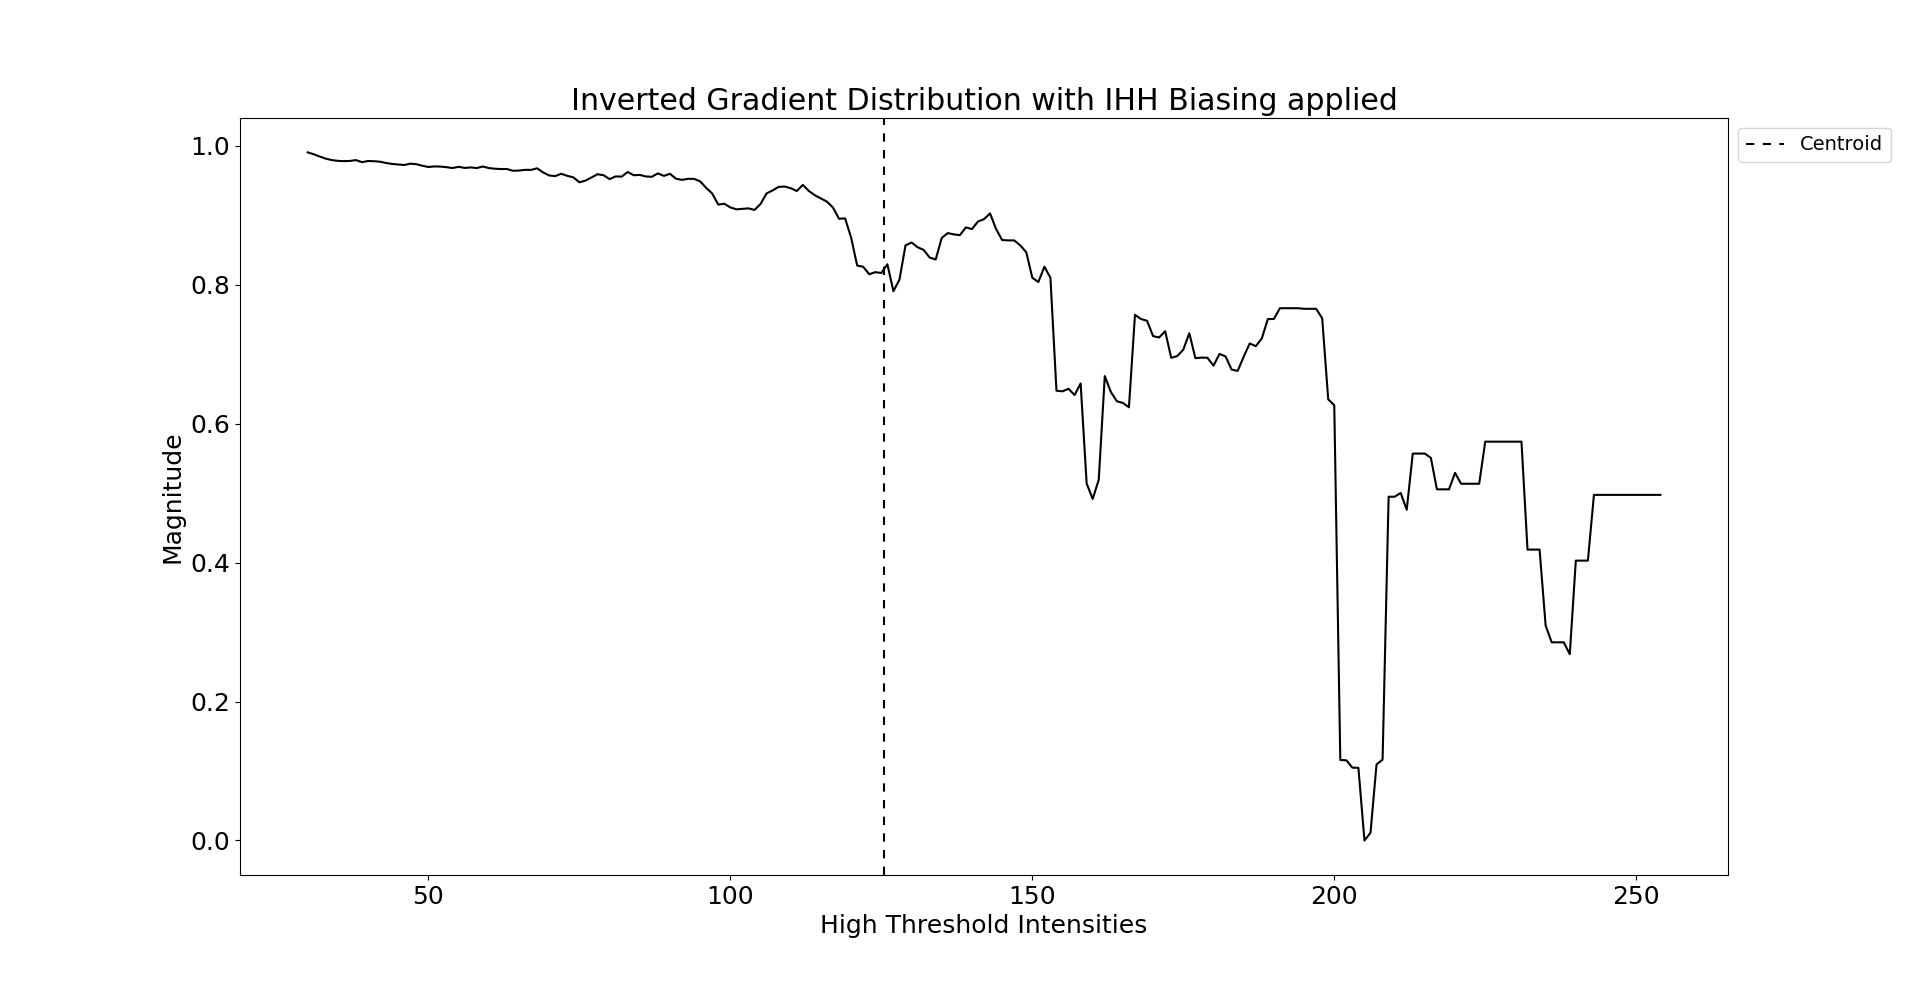 Inverted Gradient Distribution with IHH Biasing applied
Centroid
1.0
0.8
0.6
0.4
0.2
0.0
Magnitude
50 100 150 200 250
High Threshold Intensities